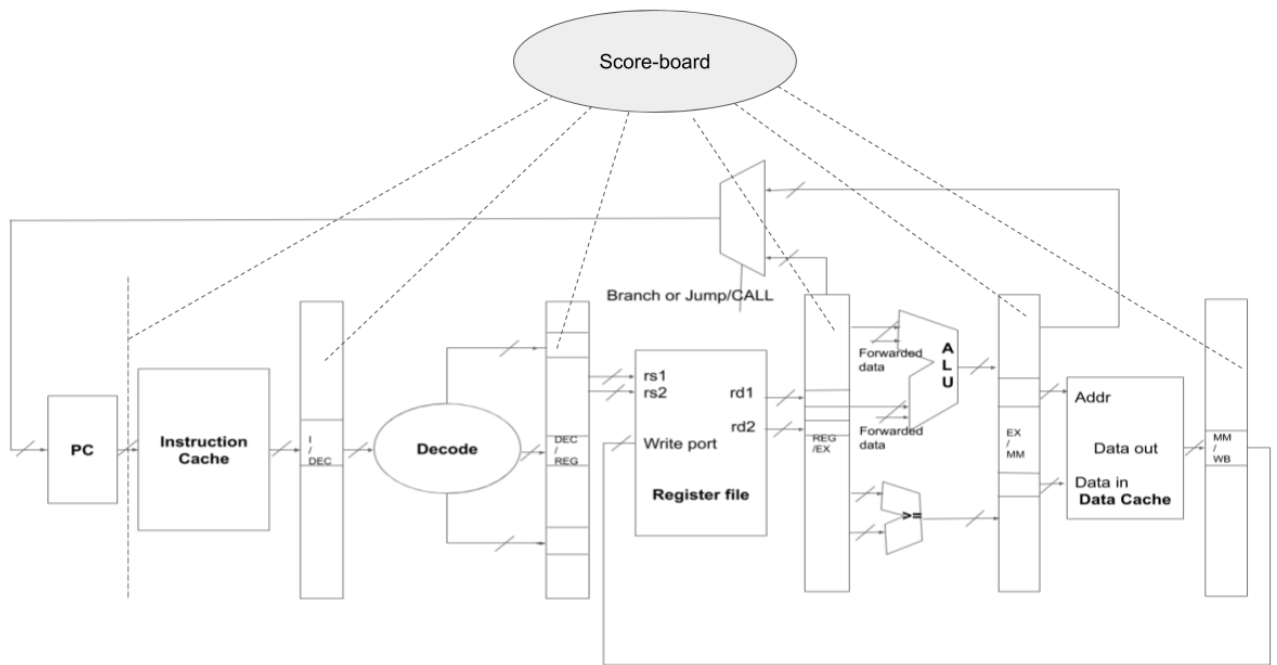 Score-board
Branch or Jump/CALL
PC
Instruction
Cache
I
/
DEC
Decode
DEC
/
REG
rs1
rs2
rd1
rd2
Write port
Register file
REG
/EX
Forwarded
data
Forwarded
data
A
L
U
>=
EX
/
MM
Addr
Data out
Data in
Data Cache
MM
/
WB